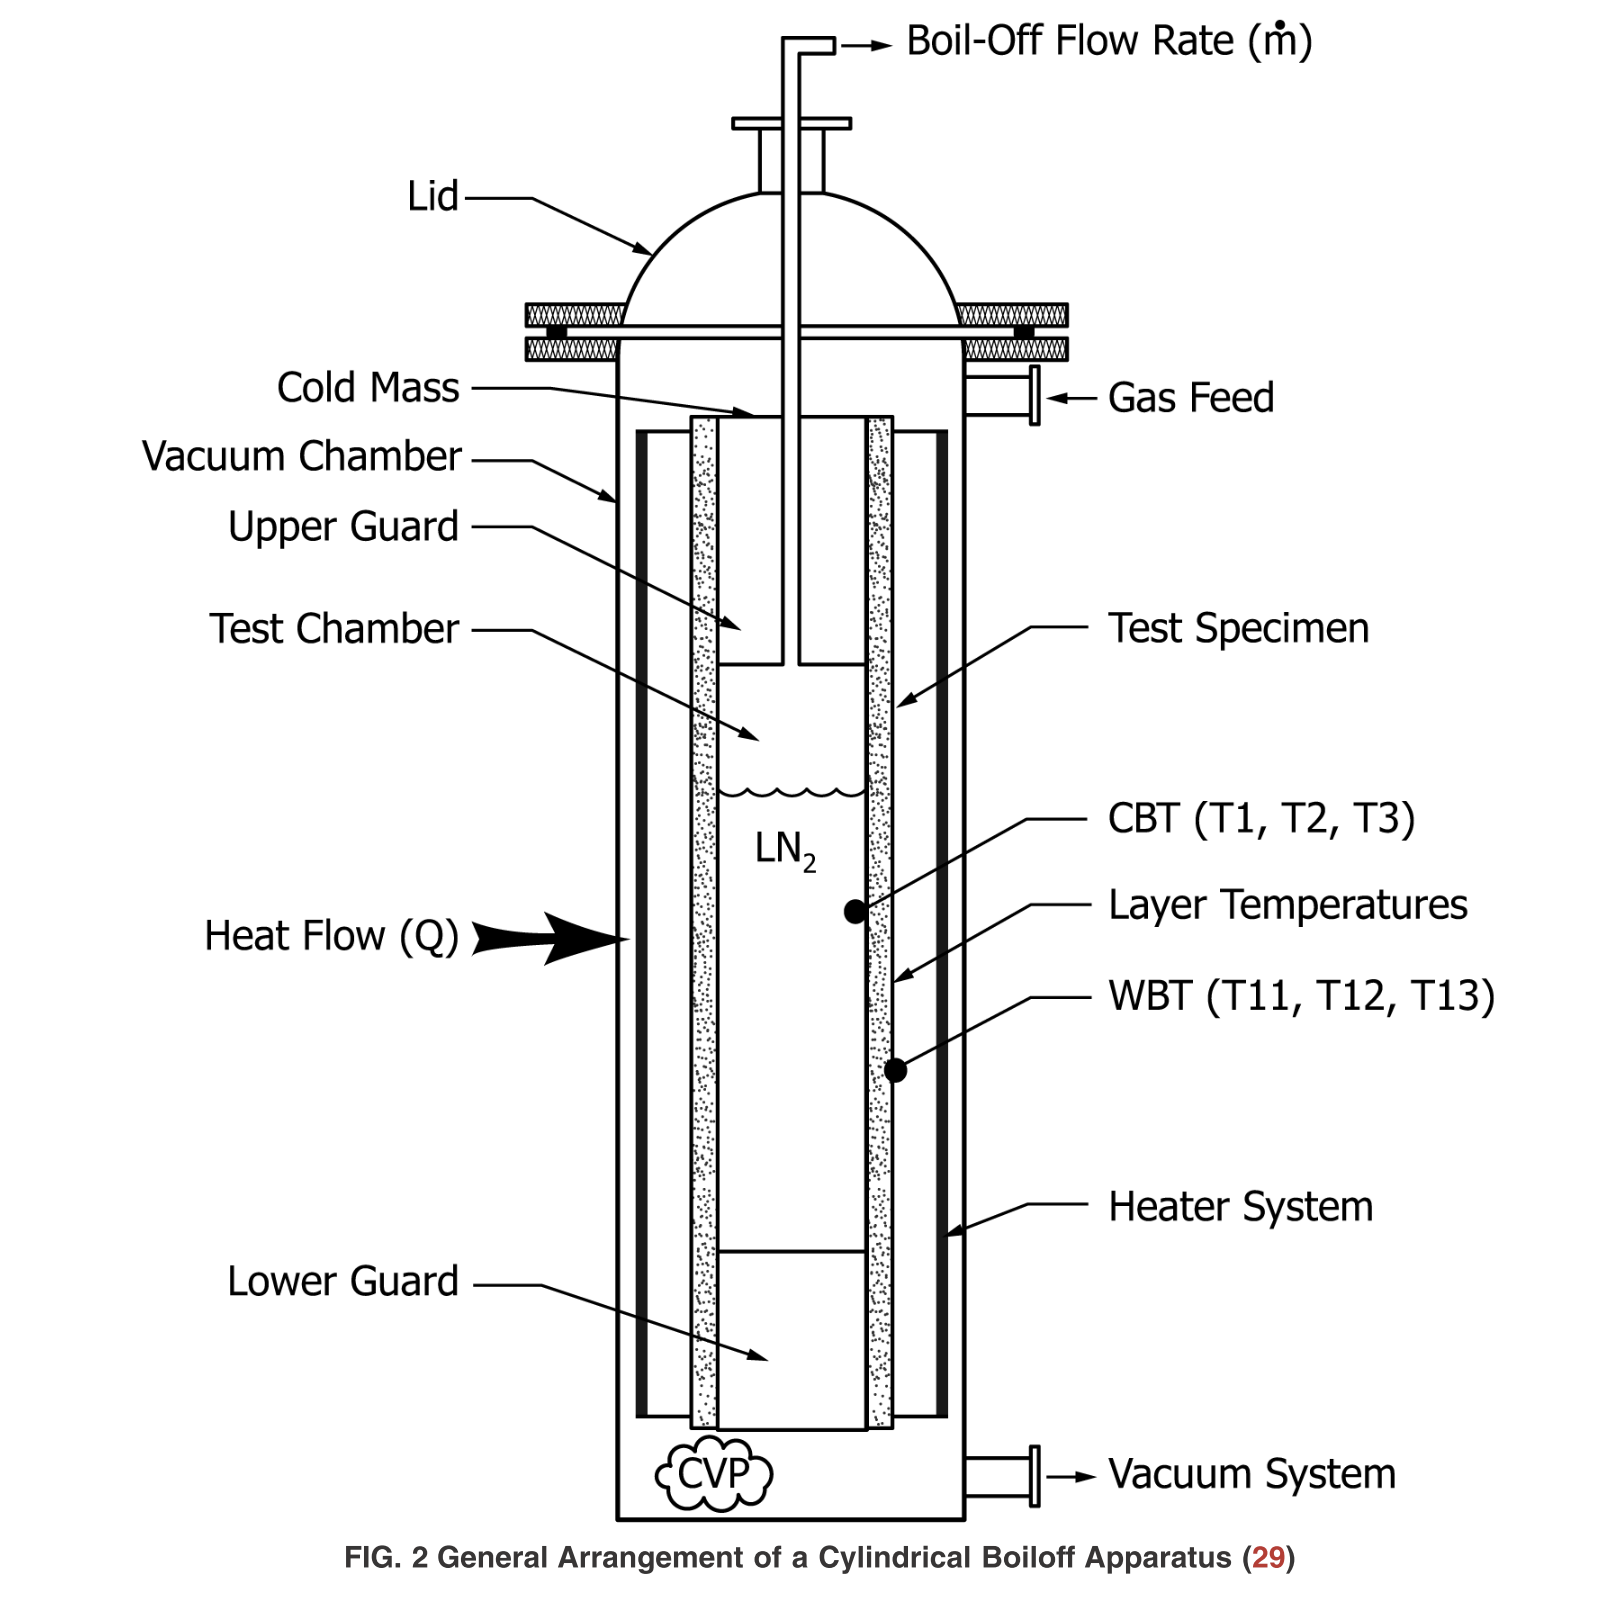 Boil-Off Flow Rate (ṁ)
Lid
Cold Mass
Gas Feed
Vacuum Chamber
Upper Guard
Test Chamber
Test Specimen
CBT (T1, T2, T3)
LN₂
Layer Temperatures
Heat Flow (Q)
WBT (T11, T12, T13)
Heater System
Lower Guard
CVP
Vacuum System
FIG. 2 General Arrangement of a Cylindrical Boiloff Apparatus (29)